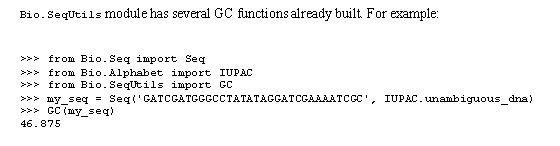 Bio.SeqUtils module has several GC functions already built. For example:
>>> from Bio.Seq import Seq
>>> from Bio.Alphabet import IUPAC
>>> from Bio.SeqUtils import GC
>>> my_seq = Seq('GATCGATGGGCCTATATAGGATCGAAAATCGC', IUPAC.unambiguous_dna)
>>> GC(my_seq)
46.875